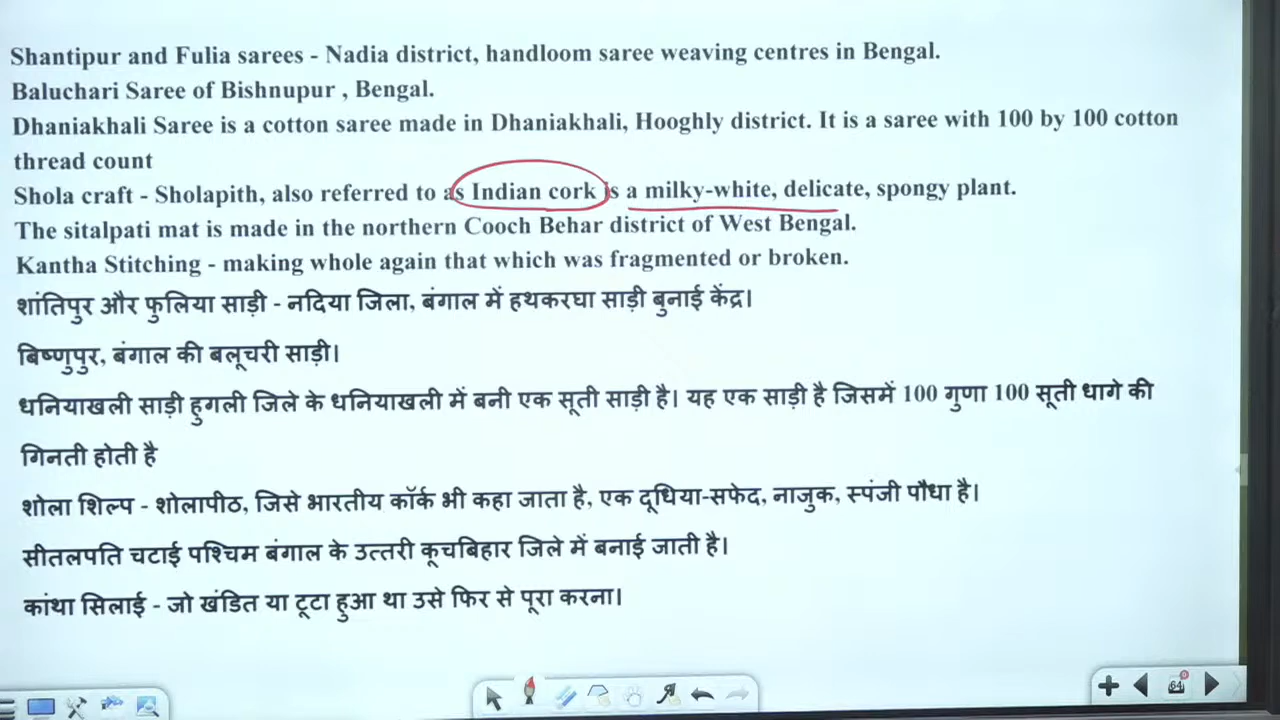 Shantipur and Fulia sarees - Nadia district, handloom saree weaving centres in Bengal.
Baluchari Saree of Bishnupur , Bengal.
Dhaniakhali Saree is a cotton saree made in Dhaniakhali, Hooghly district. It is a saree with 100 by 100 cotton
thread count
Shola craft - Sholapith, also referred to as Indian cork is a milky-white, delicate, spongy plant.
The sitalpati mat is made in the northern Cooch Behar district of West Bengal.
Kantha Stitching - making whole again that which was fragmented or broken.
शांतिपुर और फुलिया साड़ी - नदिया जिला, बंगाल में हथकरघा साड़ी बुनाई केंद्र।
बिष्णुपुर, बंगाल की बलूचरी साड़ी।
धनियाखली साड़ी हुगली जिले के धनियाखली में बनी एक सूती साड़ी है। यह एक साड़ी है जिसमें 100 गुणा 100 सूती धागे की
गिनती होती है
शोला शिल्प - शोलापीठ, जिसे भारतीय कॉर्क भी कहा जाता है, एक दूधिया-सफेद, नाजुक, स्पंजी पौधा है।
सीतलपति चटाई पश्चिम बंगाल के उत्तरी कूचबिहार जिले में बनाई जाती है।
कांथा सिलाई - जो खंडित या टूटा हुआ था उसे फिर से पूरा करना।
64